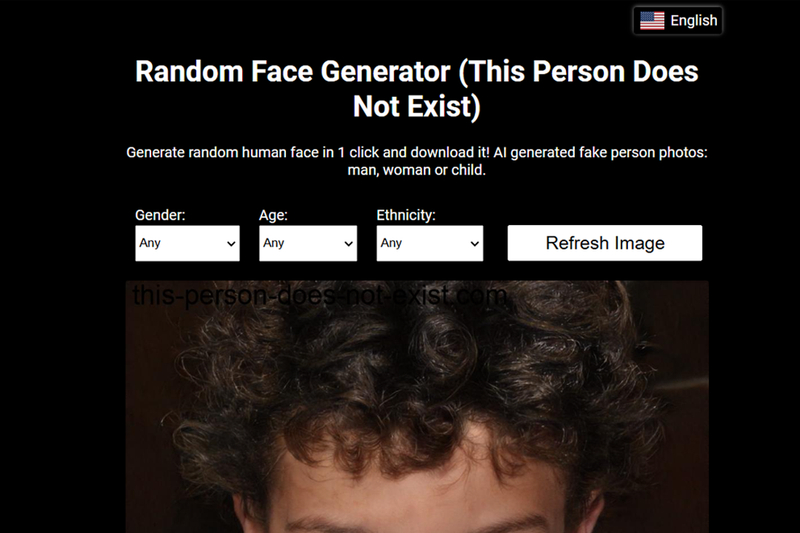 English
Random Face Generator (This Person Does
Not Exist)
Generate random human face in 1 click and download it! AI generated fake person photos:
man, woman or child.
Gender:
Age:
Ethnicity:
Any
Any
Any
Refresh Image
this-person-does-not-exist.com